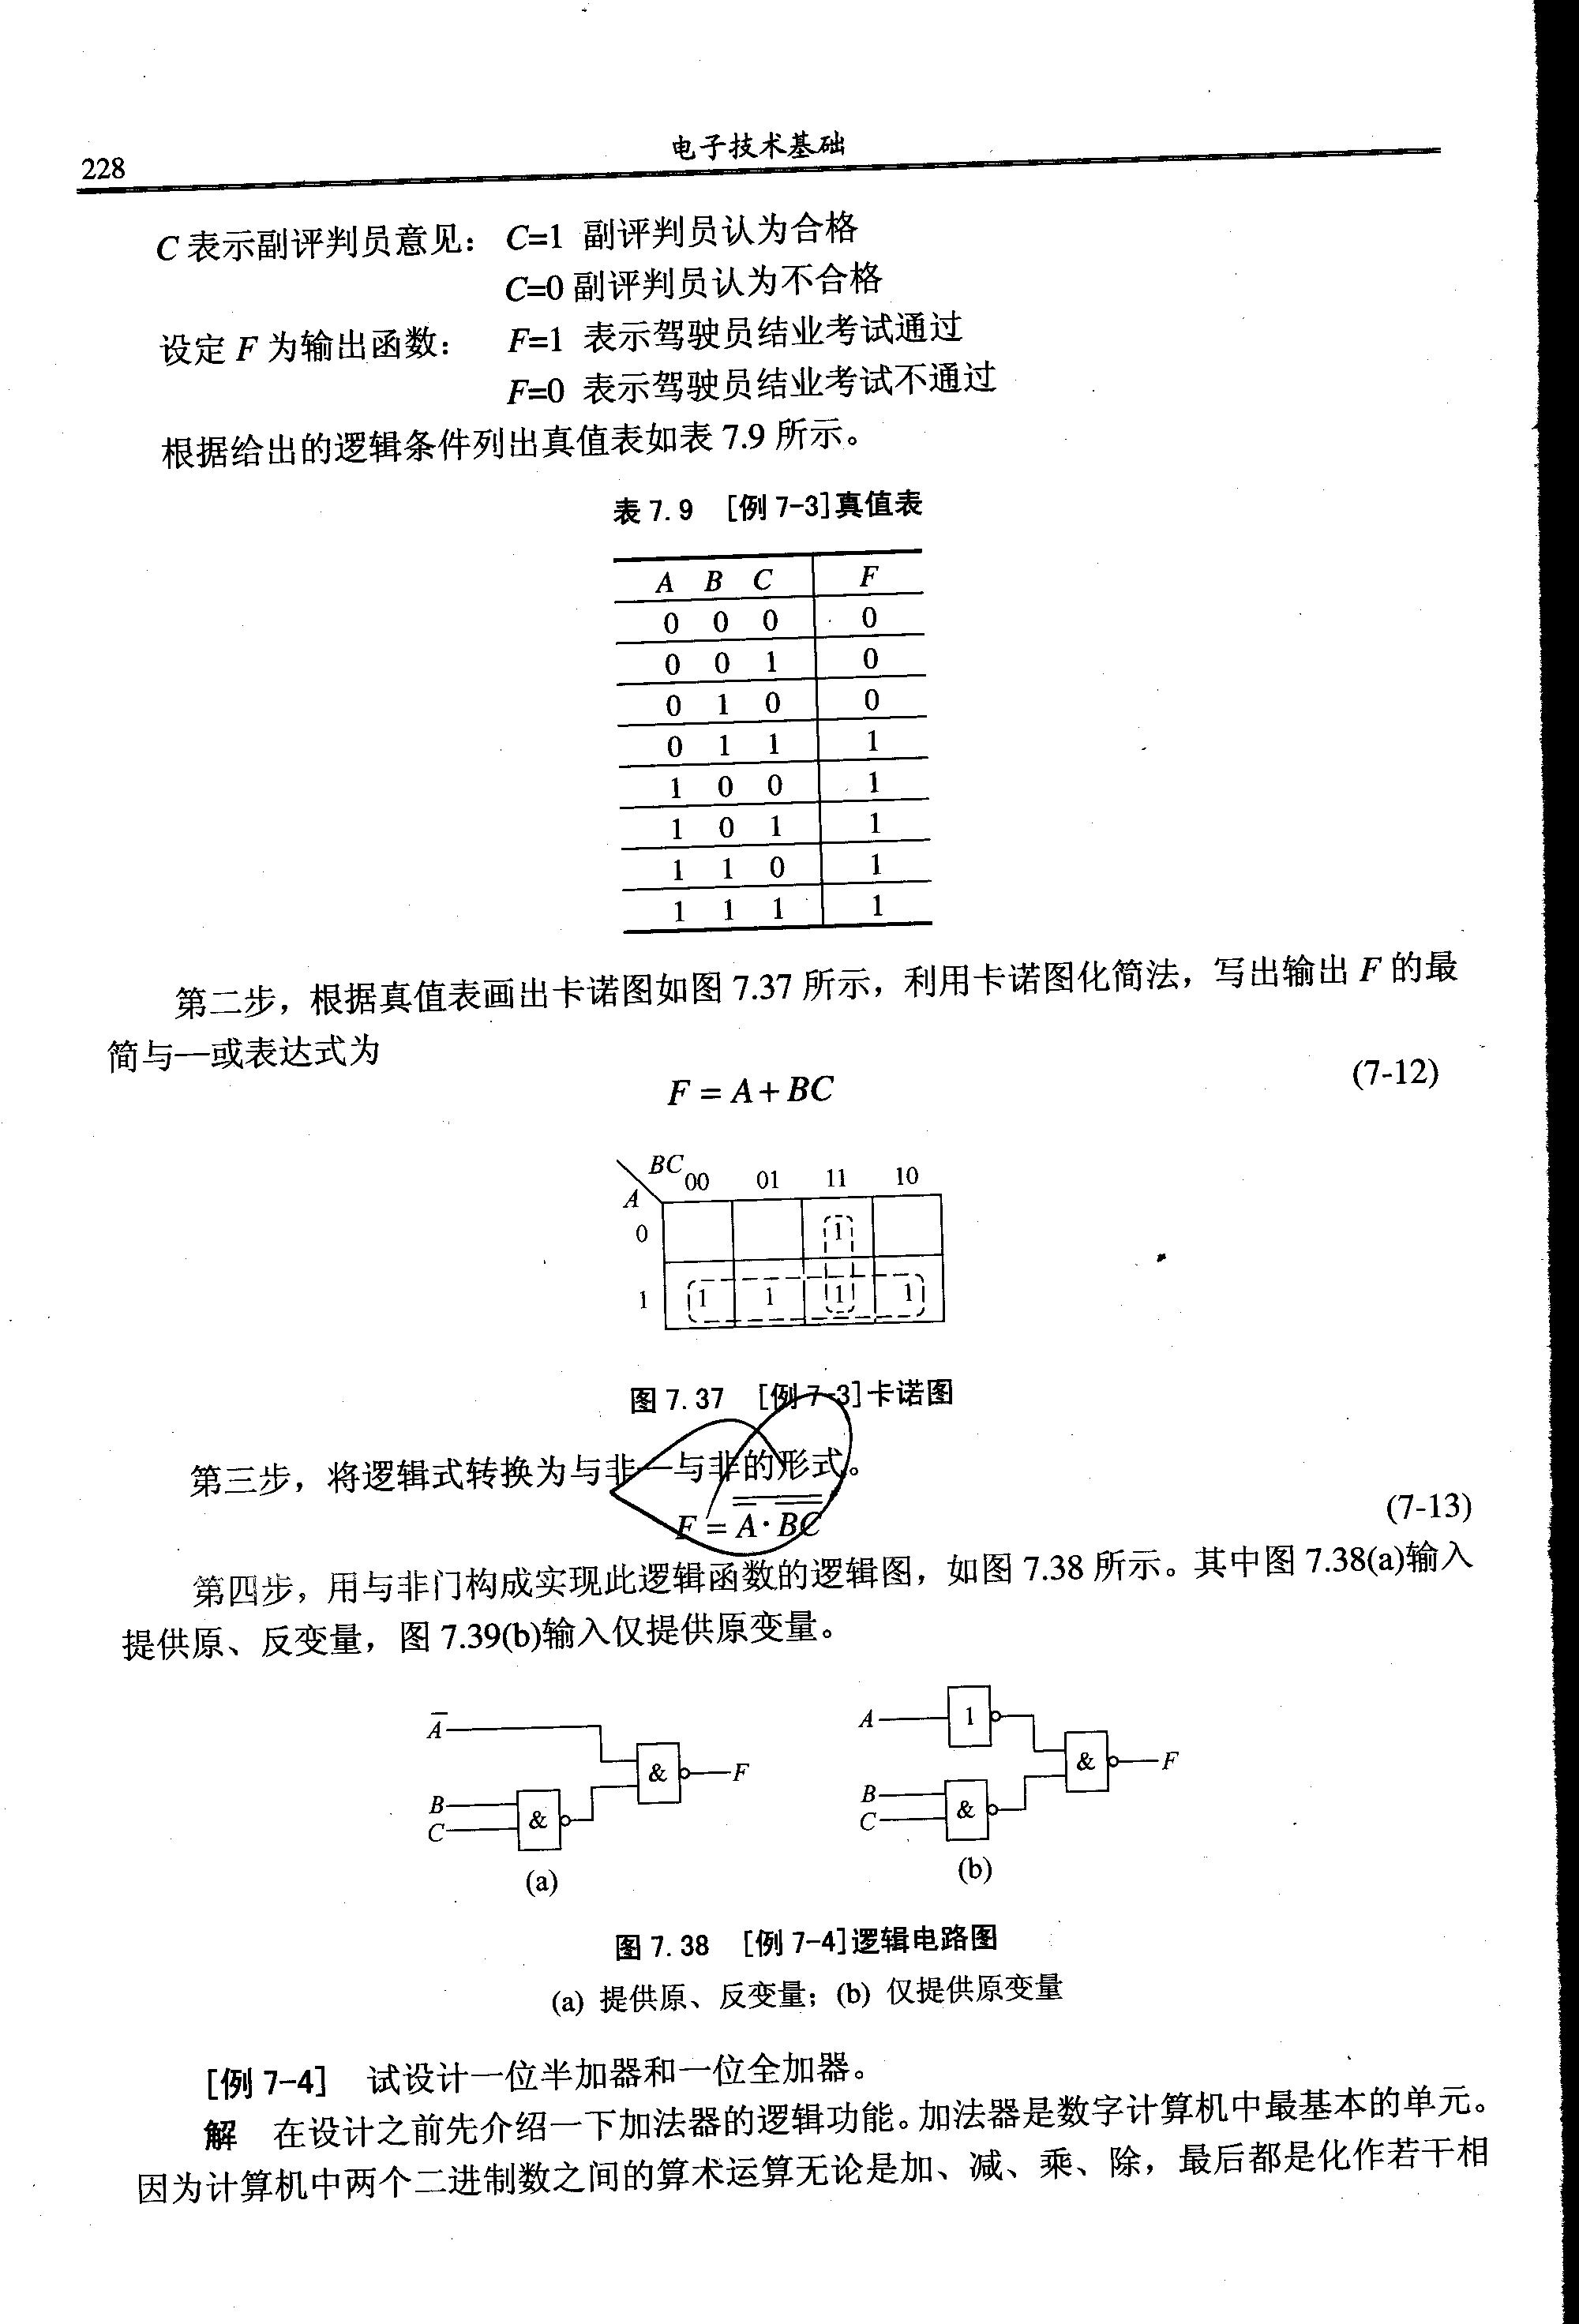 228
电子技术基础
C 表示副评判员意见： C=1 副评判员认为合格
C=0 副评判员认为不合格
设定 F 为输出函数： F=1 表示驾驶员结业考试通过
F=0 表示驾驶员结业考试不通过
根据给出的逻辑条件列出真值表如表 7.9 所示。
表 7.9 [例 7-3]真值表
A B C F
0 0 0 0
0 0 1 0
0 1 0 0
0 1 1 1
1 0 0 1
1 0 1 1
1 1 0 1
1 1 1 1
第二步，根据真值表画出卡诺图如图 7.37 所示，利用卡诺图化简法，写出输出 F 的最
简与—或表达式为
F = A + BC (7-12)
BC 00 01 11 10
A
0 1
1 1 1 1 1
图 7.37 [例 7-3]卡诺图
第三步，将逻辑式转换为与非—与非的形式。
F = \overline{\overline{A}·\overline{BC}} (7-13)
第四步，用与非门构成实现此逻辑函数的逻辑图，如图 7.38 所示。其中图 7.38(a)输入
提供原、反变量，图 7.39(b)输入仅提供原变量。
A̅ & F
B
C &
(a)
A 1 & F
B
C &
(b)
图 7.38 [例 7-4]逻辑电路图
(a) 提供原、反变量；(b) 仅提供原变量
[例 7-4] 试设计一位半加器和一位全加器。
解 在设计之前先介绍一下加法器的逻辑功能。加法器是数字计算机中最基本的单元。
因为计算机中两个二进制数之间的算术运算无论是加、减、乘、除，最后都是化作若干相